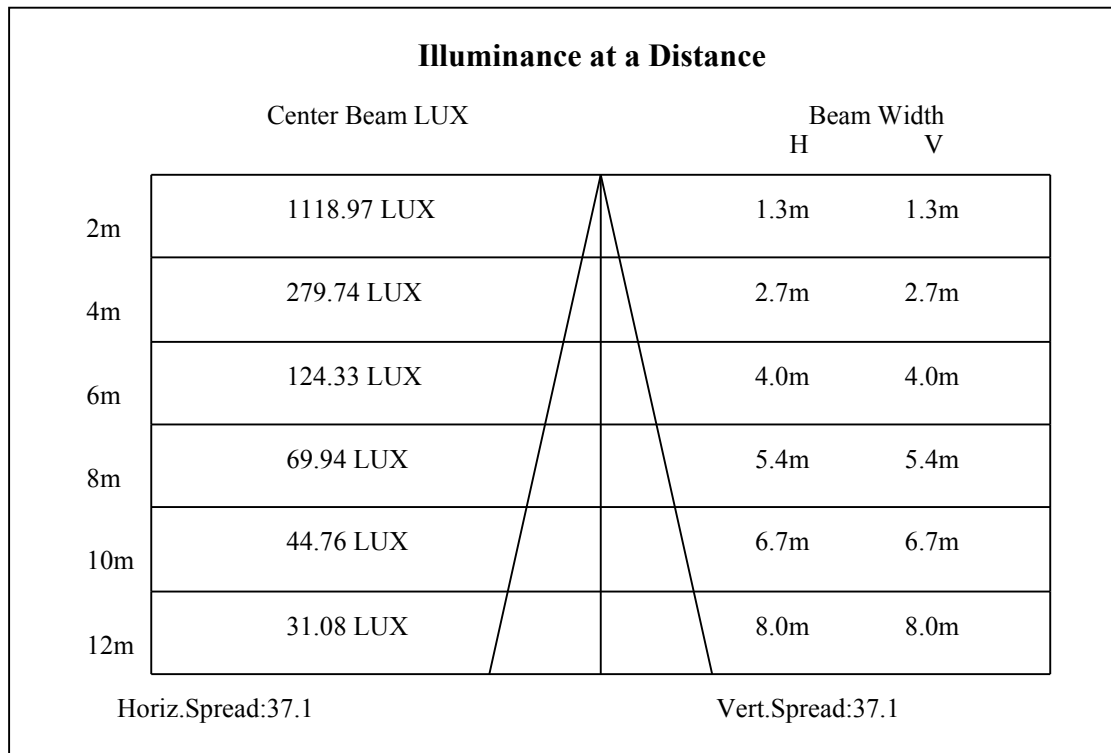 Illuminance at a Distance
Center Beam LUX Beam Width
H V
2m 1118.97 LUX 1.3m 1.3m
4m 279.74 LUX 2.7m 2.7m
6m 124.33 LUX 4.0m 4.0m
8m 69.94 LUX 5.4m 5.4m
10m 44.76 LUX 6.7m 6.7m
12m 31.08 LUX 8.0m 8.0m
Horiz.Spread:37.1 Vert.Spread:37.1